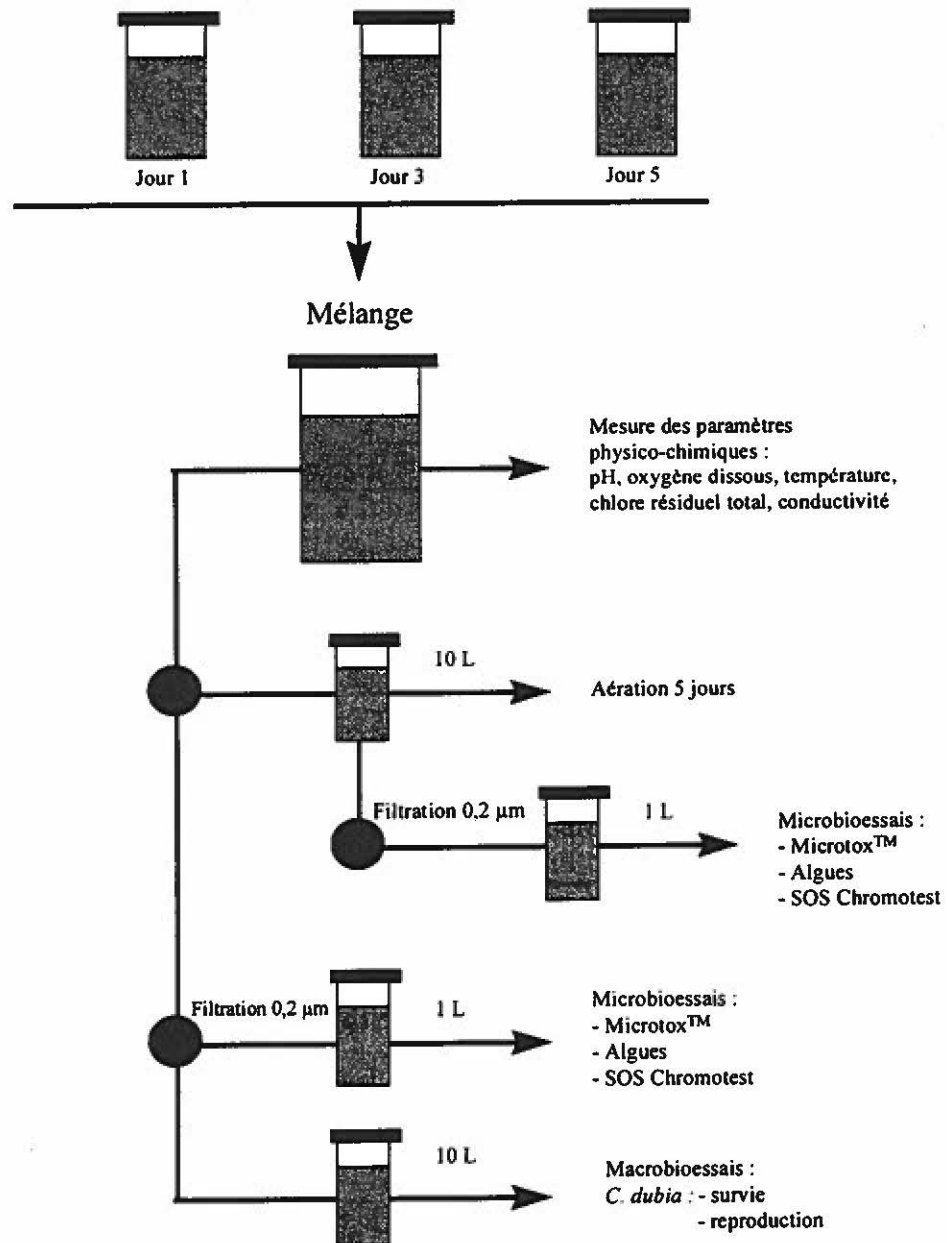 Jour 1
Jour 3
Jour 5
Mélange
Mesure des paramètres
physico-chimiques :
pH, oxygène dissous, température,
chlore résiduel total, conductivité
10 L
Aération 5 jours
Filtration 0,2 µm
1 L
Microbioessais :
- Microtox™
- Algues
- SOS Chromotest
Filtration 0,2 µm
1 L
Microbioessais :
- Microtox™
- Algues
- SOS Chromotest
10 L
Macrobioessais :
C. dubia : - survie
- reproduction